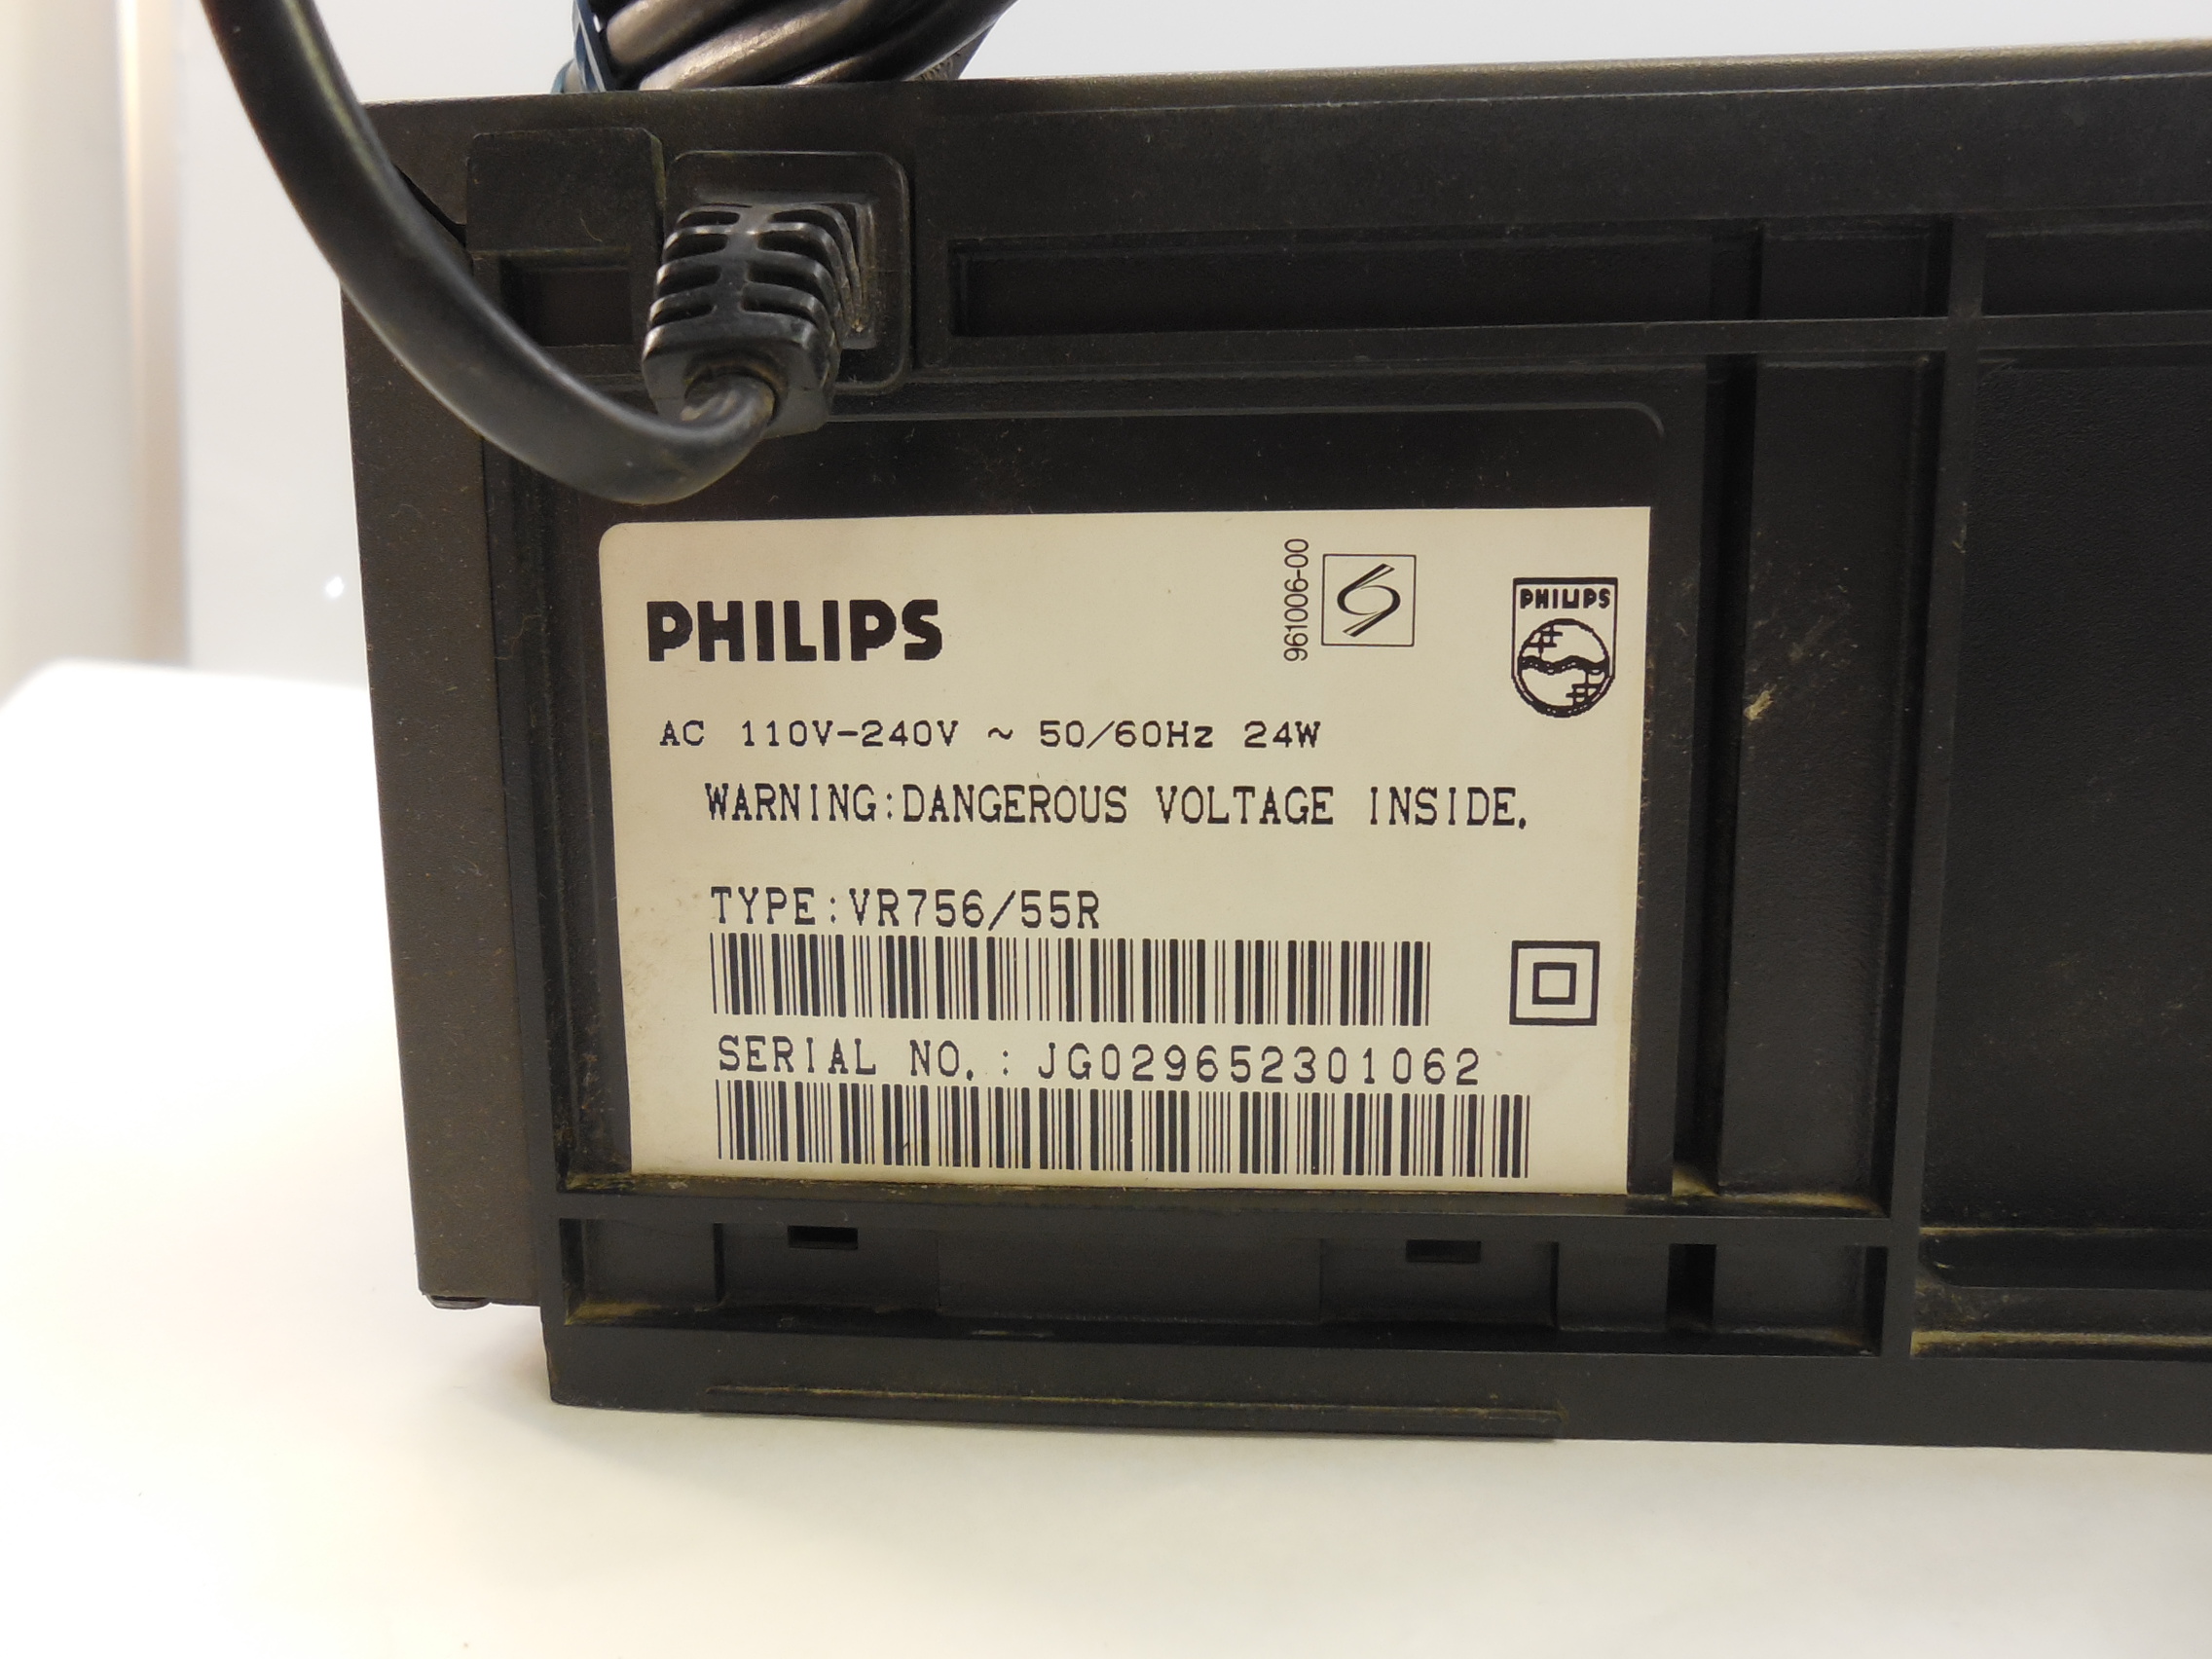 PHILIPS
961006-00
PHILIPS
AC 110V-240V ~ 50/60Hz 24W
WARNING:DANGEROUS VOLTAGE INSIDE.
TYPE:VR756/55R
SERIAL NO. : JG029652301062